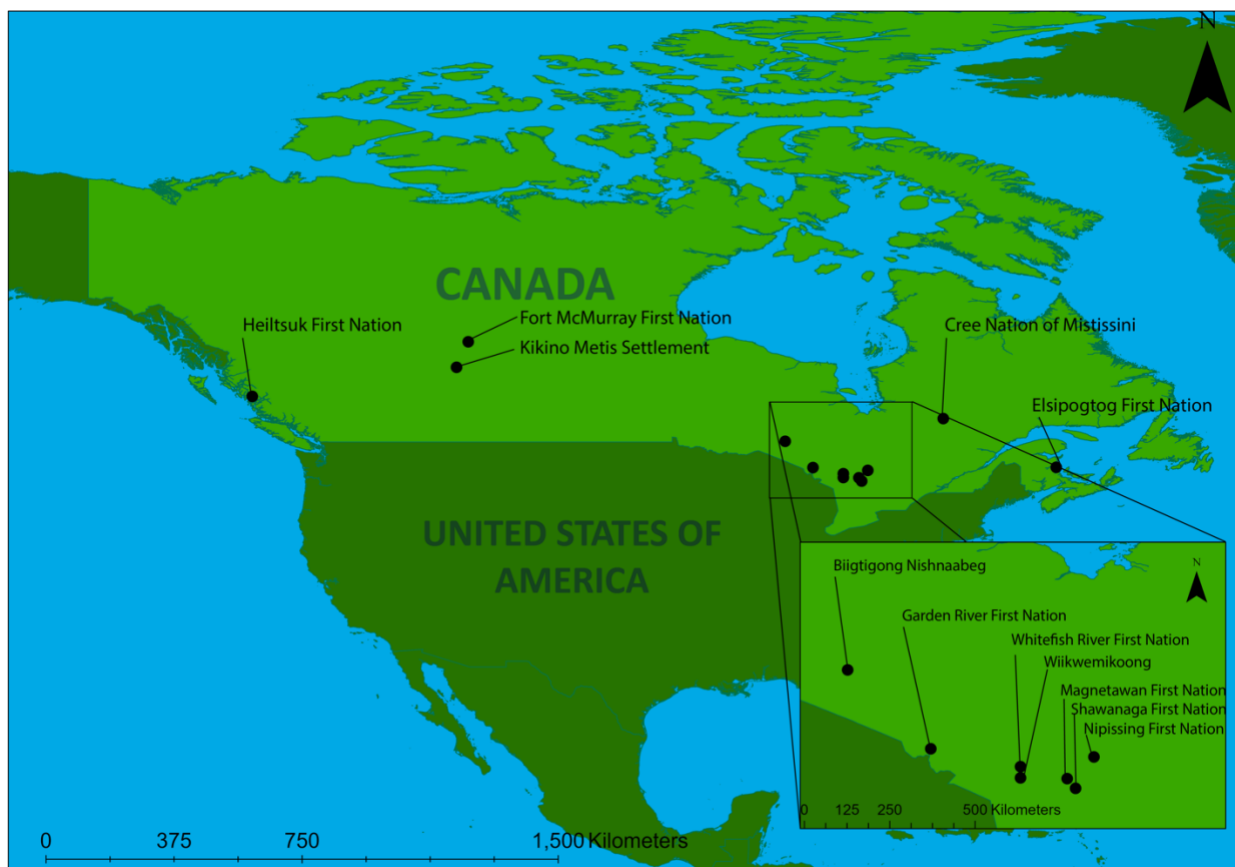 N
CANADA
Heiltsuk First Nation
Fort McMurray First Nation
Kikino Metis Settlement
Cree Nation of Mistissini
Elsipogtog First Nation
UNITED STATES OF
AMERICA
N
Biigtigong Nishnaabeg
Garden River First Nation
Whitefish River First Nation
Wiikwemikoong
Magnetawan First Nation
Shawanaga First Nation
Nipissing First Nation
0 125 250 500 Kilometers
0 375 750 1,500 Kilometers